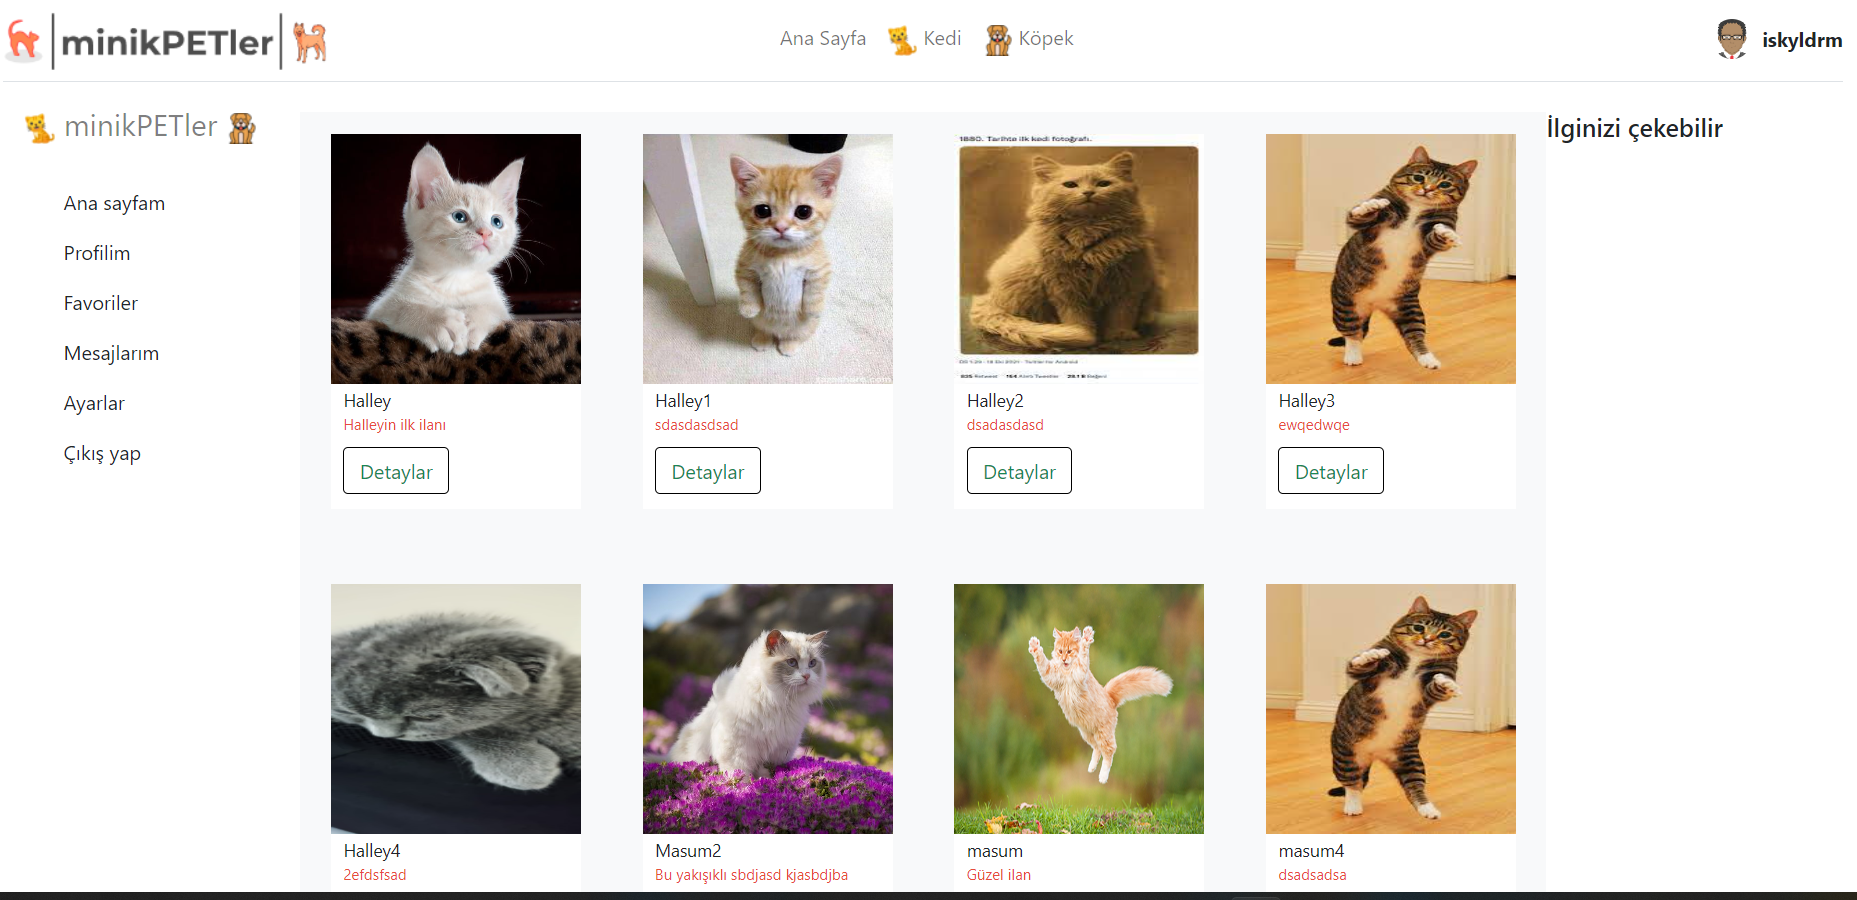 minikPETler
Ana Sayfa
Kedi
Köpek
iskyldrm
minikPETler
Ana sayfam
Profilim
Favoriler
Mesajlarım
Ayarlar
Çıkış yap
1880. Tarihte ilk kedi fotoğrafı.
Halley
Halleyin ilk ilanı
Detaylar
Halley1
sdasdasdsad
Detaylar
Halley2
dsadasdasd
Detaylar
Halley3
ewqedwqe
Detaylar
Halley4
2efdsfsad
Masum2
Bu yakışıklı sbdjasd kjasbdjba
masum
Güzel ilan
masum4
dsadsadsa
İlginizi çekebilir